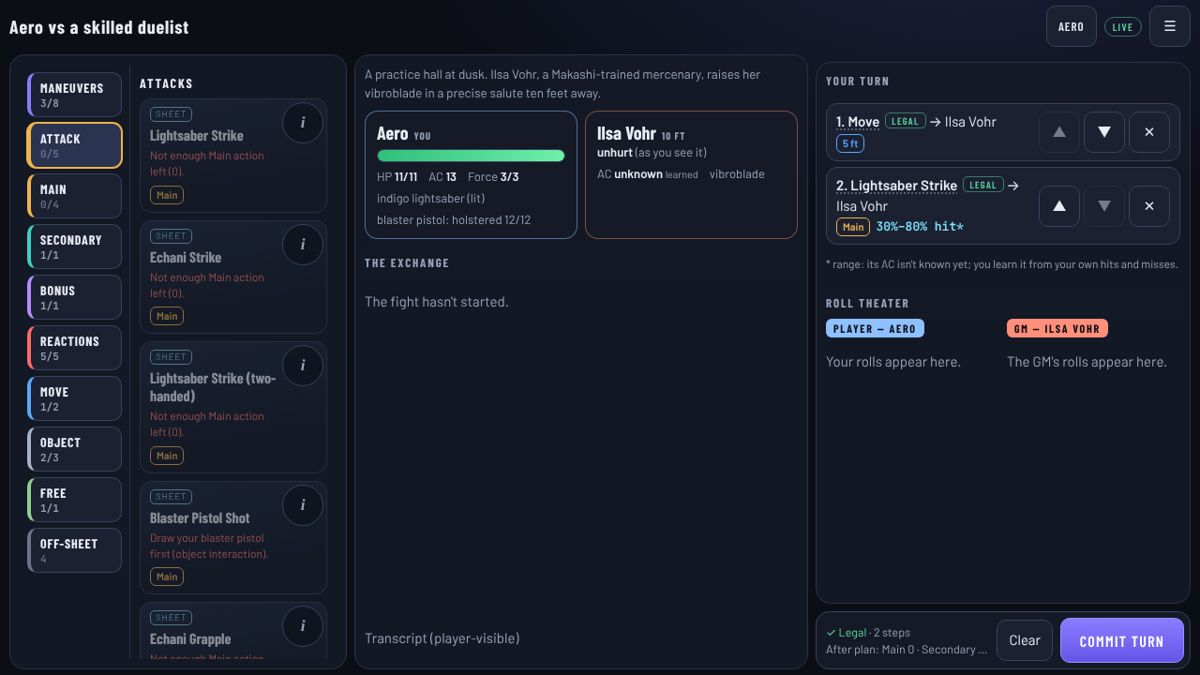 Aero vs a skilled duelist
AERO
LIVE
☰
MANEUVERS
3/8
ATTACK
0/5
MAIN
0/4
SECONDARY
1/1
BONUS
1/1
REACTIONS
5/5
MOVE
1/2
OBJECT
2/3
FREE
1/1
OFF-SHEET
4
ATTACKS
SHEET
i
Lightsaber Strike
Not enough Main action
left (0).
Main
SHEET
i
Echani Strike
Not enough Main action
left (0).
Main
SHEET
i
Lightsaber Strike (two-
handed)
Not enough Main action
left (0).
Main
SHEET
i
Blaster Pistol Shot
Draw your blaster pistol
first (object interaction).
Main
SHEET
i
Echani Grapple
Not enough Main action
A practice hall at dusk. Ilsa Vohr, a Makashi-trained mercenary, raises her
vibroblade in a precise salute ten feet away.
Aero YOU
HP 11/11 AC 13 Force 3/3
indigo lightsaber (lit)
blaster pistol: holstered 12/12
Ilsa Vohr 10 FT
unhurt (as you see it)
AC unknown learned vibroblade
THE EXCHANGE
The fight hasn't started.
Transcript (player-visible)
YOUR TURN
1. Move LEGAL → Ilsa Vohr
5 ft
▲ ▼ ✕
2. Lightsaber Strike LEGAL →
Ilsa Vohr
Main 30%–80% hit*
▲ ▼ ✕
* range: its AC isn't known yet; you learn it from your own hits and misses.
ROLL THEATER
PLAYER — AERO
Your rolls appear here.
GM — ILSA VOHR
The GM's rolls appear here.
✓ Legal · 2 steps
After plan: Main 0 · Secondary ...
Clear
COMMIT TURN